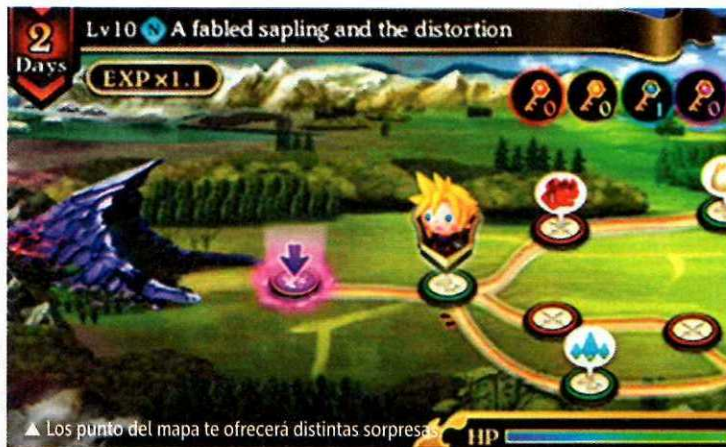 2
Days
Lv10 N A fabled sapling and the distortion
EXP×1.1
0 0 1 0
▲ Los punto del mapa te ofrecerá distintas sorpresas
HP